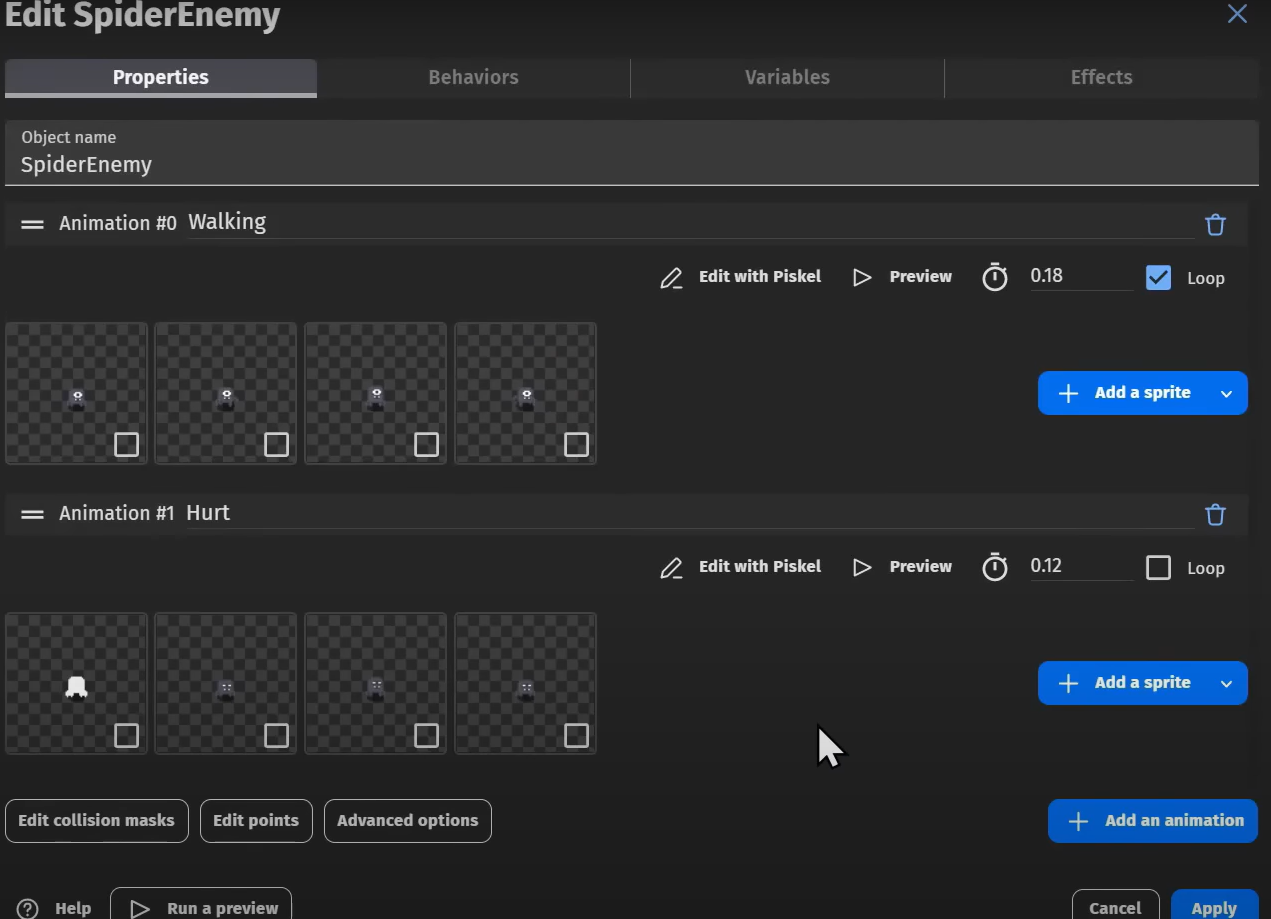 Edit SpiderEnemy
Properties
Behaviors
Variables
Effects
Object name
SpiderEnemy
Animation #0 Walking
Edit with Piskel
Preview
0.18
Loop
Add a sprite
Animation #1 Hurt
Edit with Piskel
Preview
0.12
Loop
Add a sprite
Edit collision masks
Edit points
Advanced options
Add an animation
Help
Run a preview
Cancel
Apply